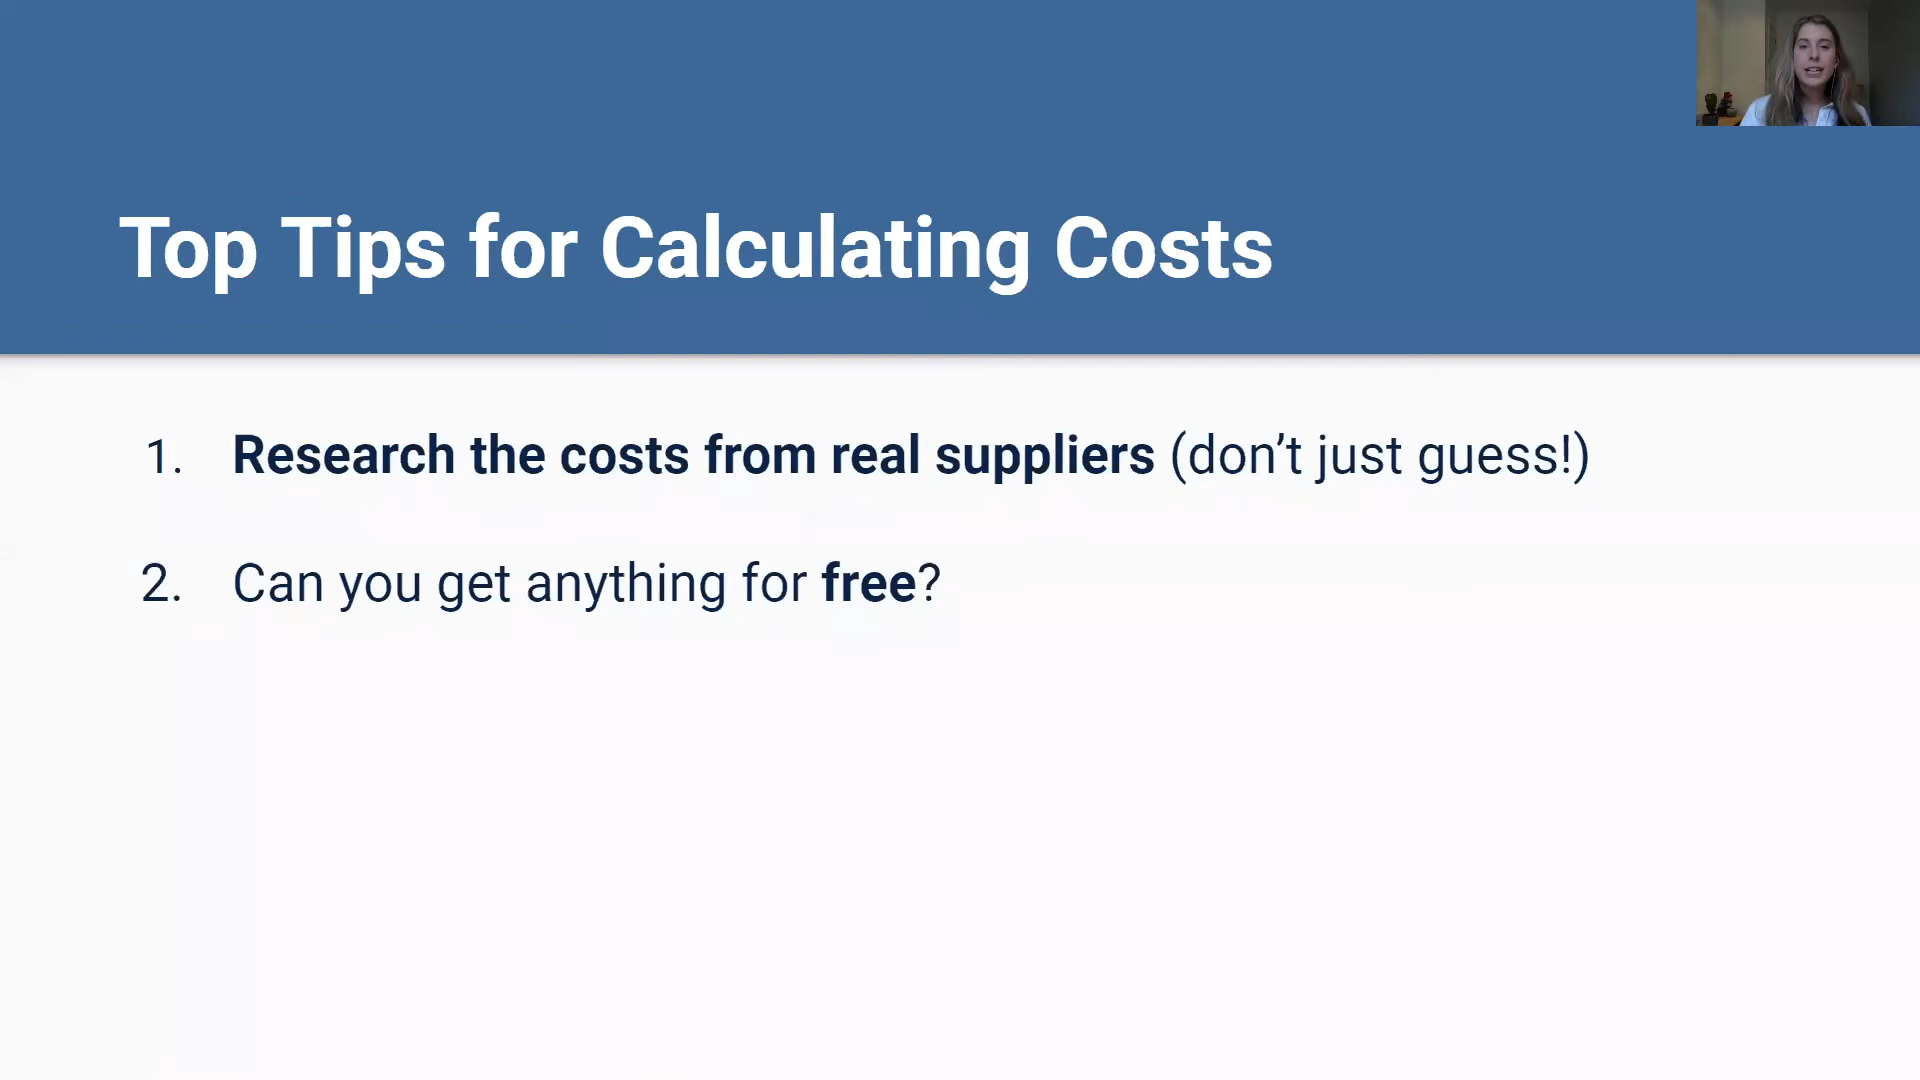 Top Tips for Calculating Costs
1. Research the costs from real suppliers (don’t just guess!)
2. Can you get anything for free?